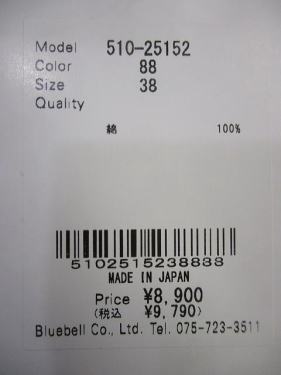 Model 510-25152
Color 88
Size 38
Quality
綿 100%
5102515238888
MADE IN JAPAN
Price ¥8,900
(税込 ¥9,790)
Bluebell Co., Ltd. Tel. 075-723-3511